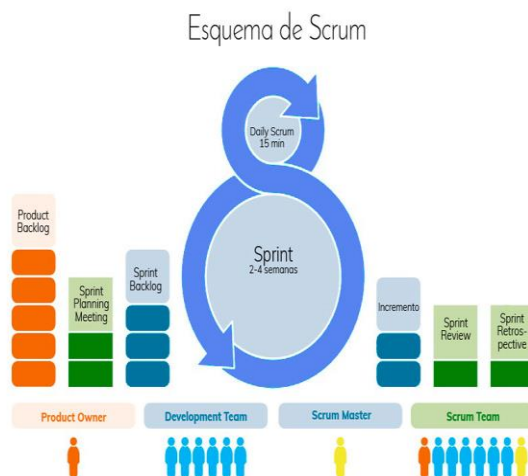 Esquema de Scrum
Daily Scrum
15 min
Product
Backlog
Sprint
Planning
Meeting
Sprint
Backlog
Sprint
2-4 semanas
Incremento
Sprint
Review
Sprint
Retros-
pective
Product Owner
Development Team
Scrum Master
Scrum Team